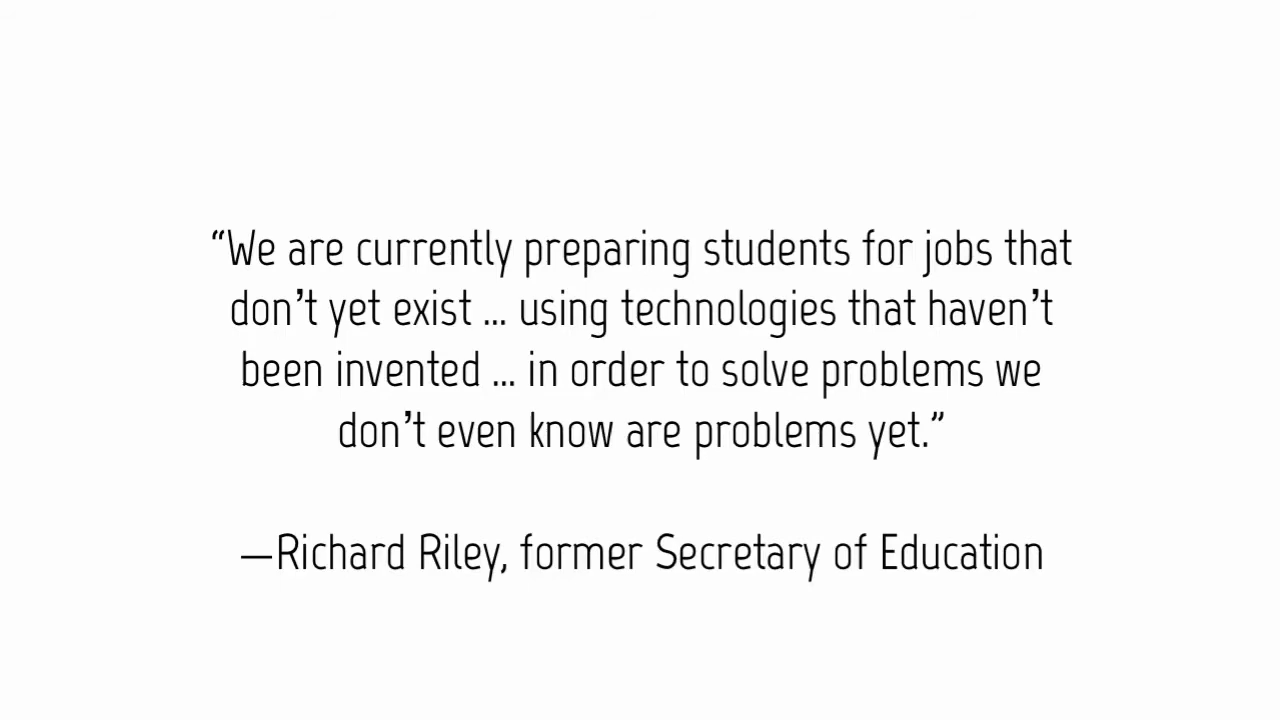 “We are currently preparing students for jobs that
don’t yet exist ... using technologies that haven’t
been invented ... in order to solve problems we
don’t even know are problems yet.”
—Richard Riley, former Secretary of Education